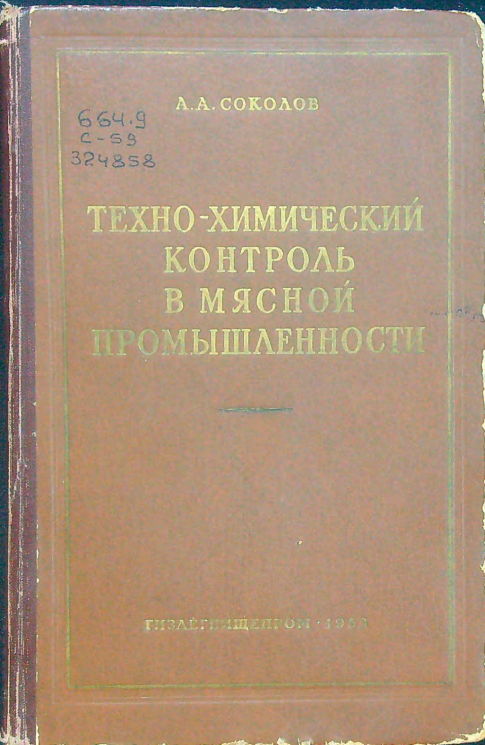 А. А. СОКОЛОВ
664.9
С-59
324858
ТЕХНО-ХИМИЧЕСКИЙ
КОНТРОЛЬ
В МЯСНОЙ
ПРОМЫШЛЕННОСТИ
ГИЗЛЕГПИЩЕПРОМ